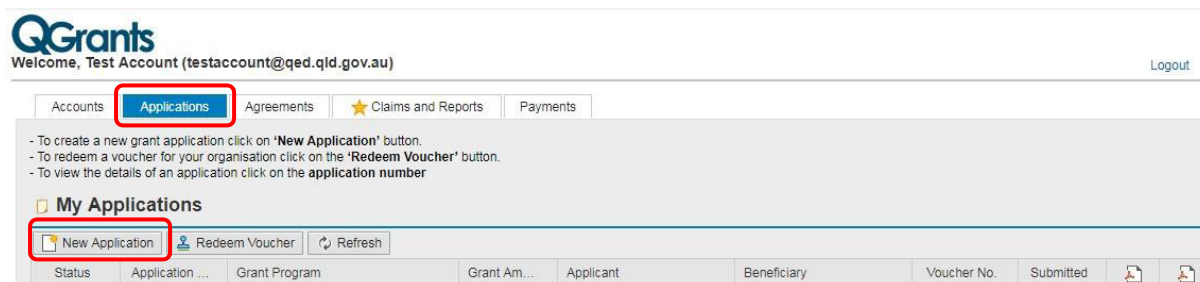 QGrants
Welcome, Test Account (testaccount@qed.qld.gov.au)
Logout
Accounts Applications Agreements Claims and Reports Payments
- To create a new grant application click on ‘New Application’ button.
- To redeem a voucher for your organisation click on the ‘Redeem Voucher’ button.
- To view the details of an application click on the application number
My Applications
New Application Redeem Voucher Refresh
Status Application ... Grant Program Grant Am... Applicant Beneficiary Voucher No. Submitted